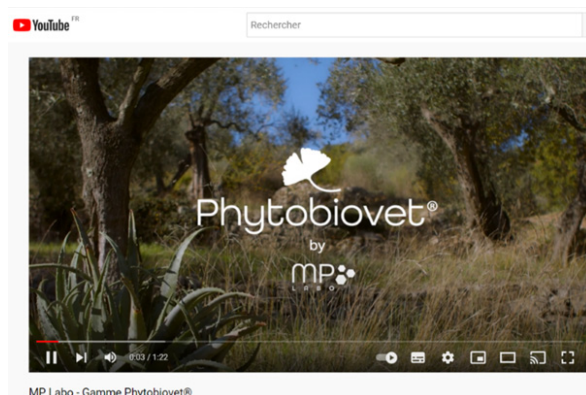 YouTube FR
Rechercher
Phytobiovet®
by
MP
LABO
0:03 / 1:22
MP Labo - Gamme Phytobiovet®